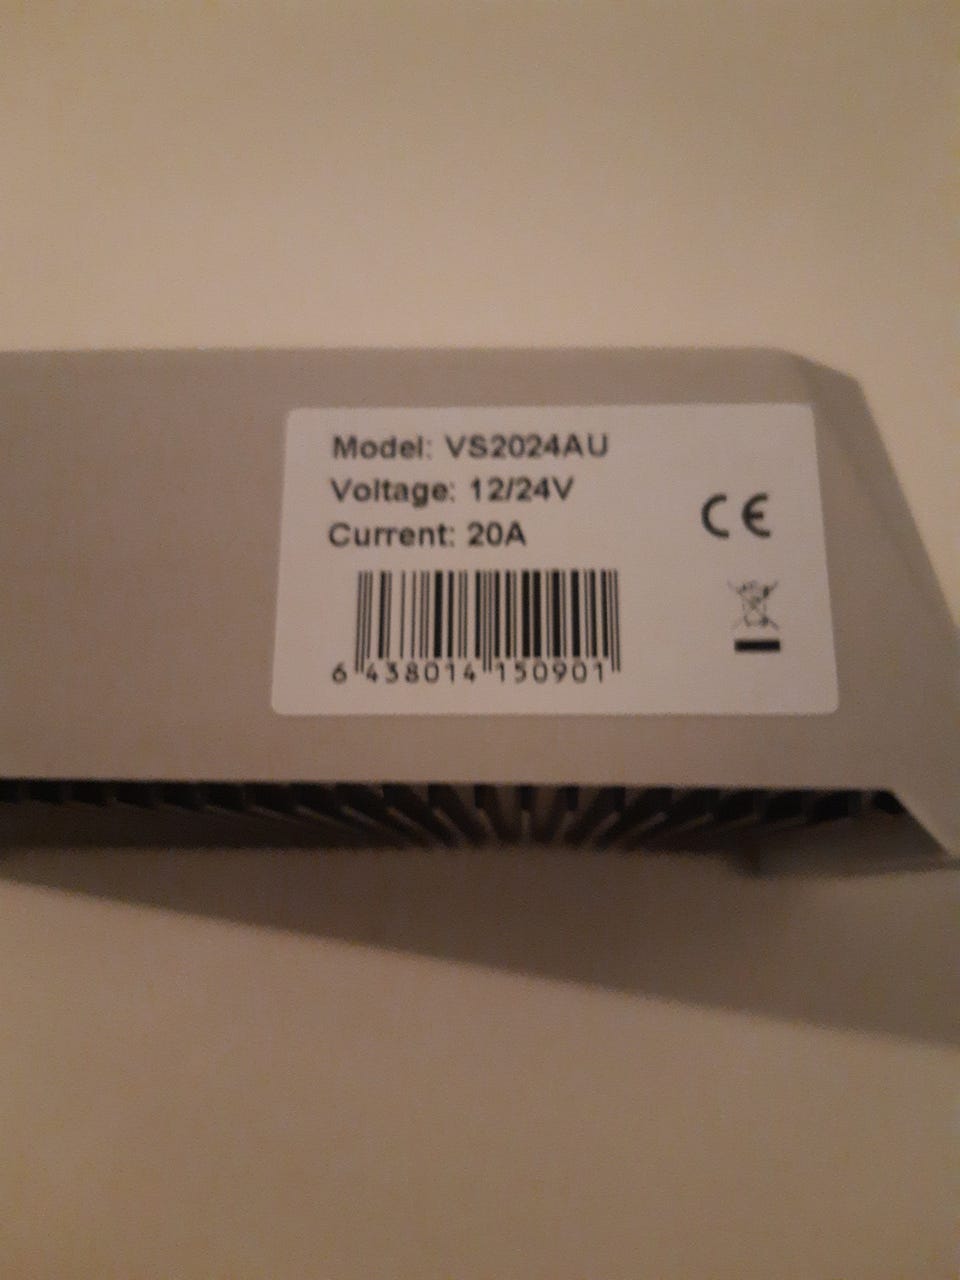 Model: VS2024AU
Voltage: 12/24V
Current: 20A
CE
6 438014 150901